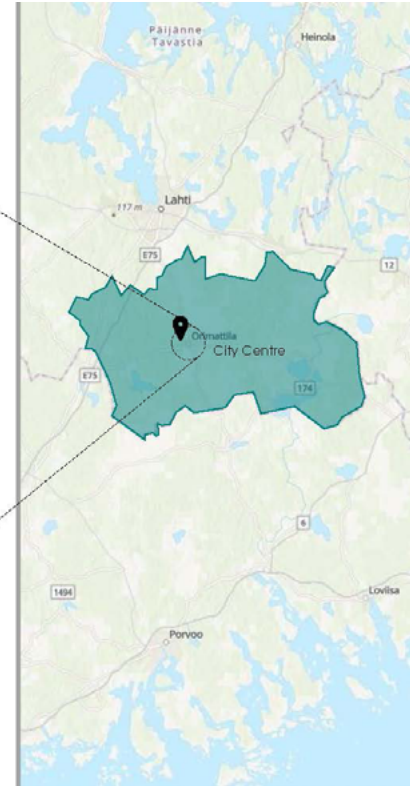 Päijänne
Tavastia
Heinola
Lahti
117 m
E75
12
Orimattila
City Centre
E75
174
6
1494
Loviisa
Porvoo